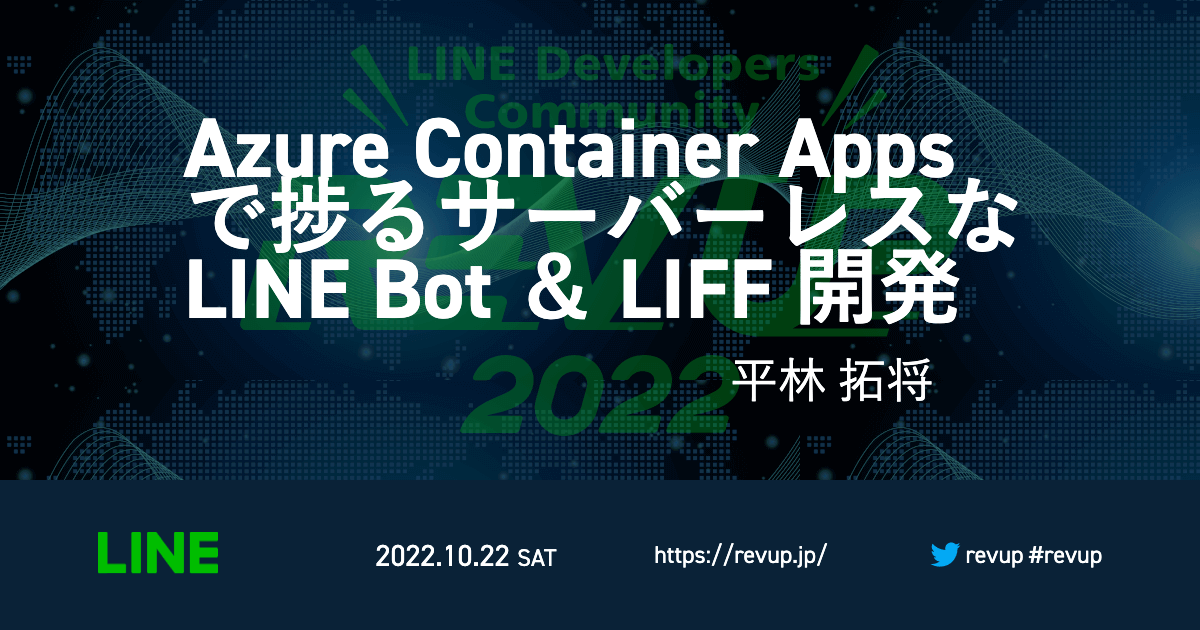 LINE Developers
Community
REVUP
2022
Azure Container Apps
で捗るサーバーレスな
LINE Bot ＆ LIFF 開発
平林 拓将
LINE
2022.10.22 SAT
https://revup.jp/
revup #revup